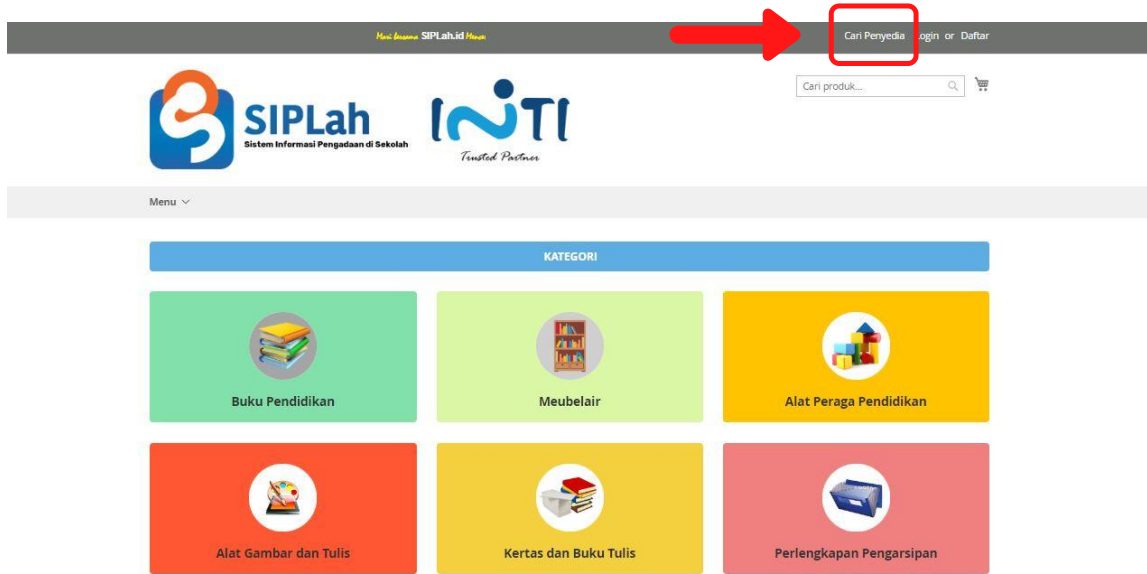 Mari bersama SIPLah.id Menuju
Cari Penyedia Login or Daftar
Cari produk...
SIPLah
Sistem Informasi Pengadaan di Sekolah
INTI
Trusted Partner
Menu
KATEGORI
Buku Pendidikan
Meubelair
Alat Peraga Pendidikan
Alat Gambar dan Tulis
Kertas dan Buku Tulis
Perlengkapan Pengarsipan